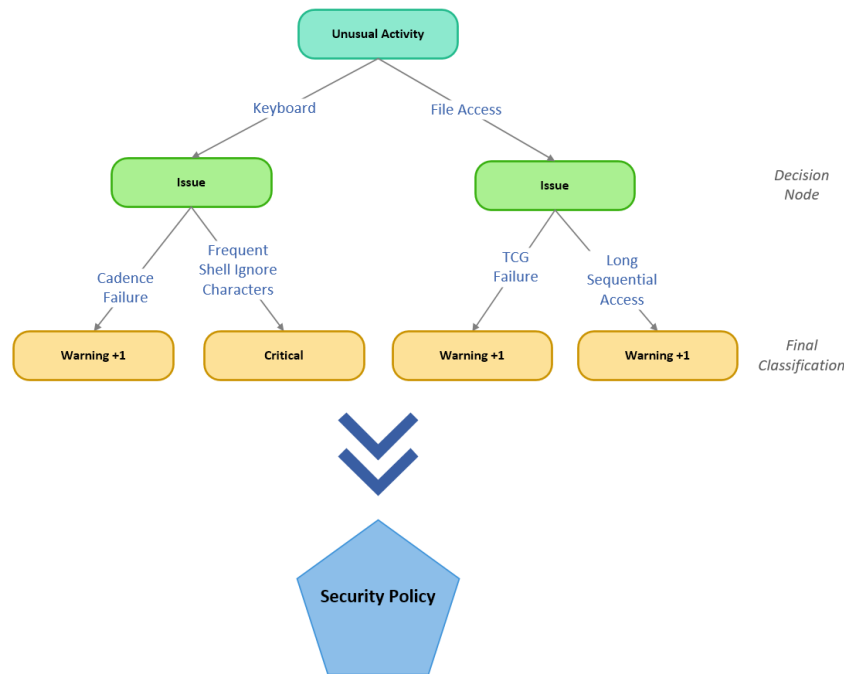 Unusual Activity
Keyboard
File Access
Issue
Issue
Decision
Node
Cadence
Failure
Frequent
Shell Ignore
Characters
TCG
Failure
Long
Sequential
Access
Warning +1
Critical
Warning +1
Warning +1
Final
Classification
Security Policy